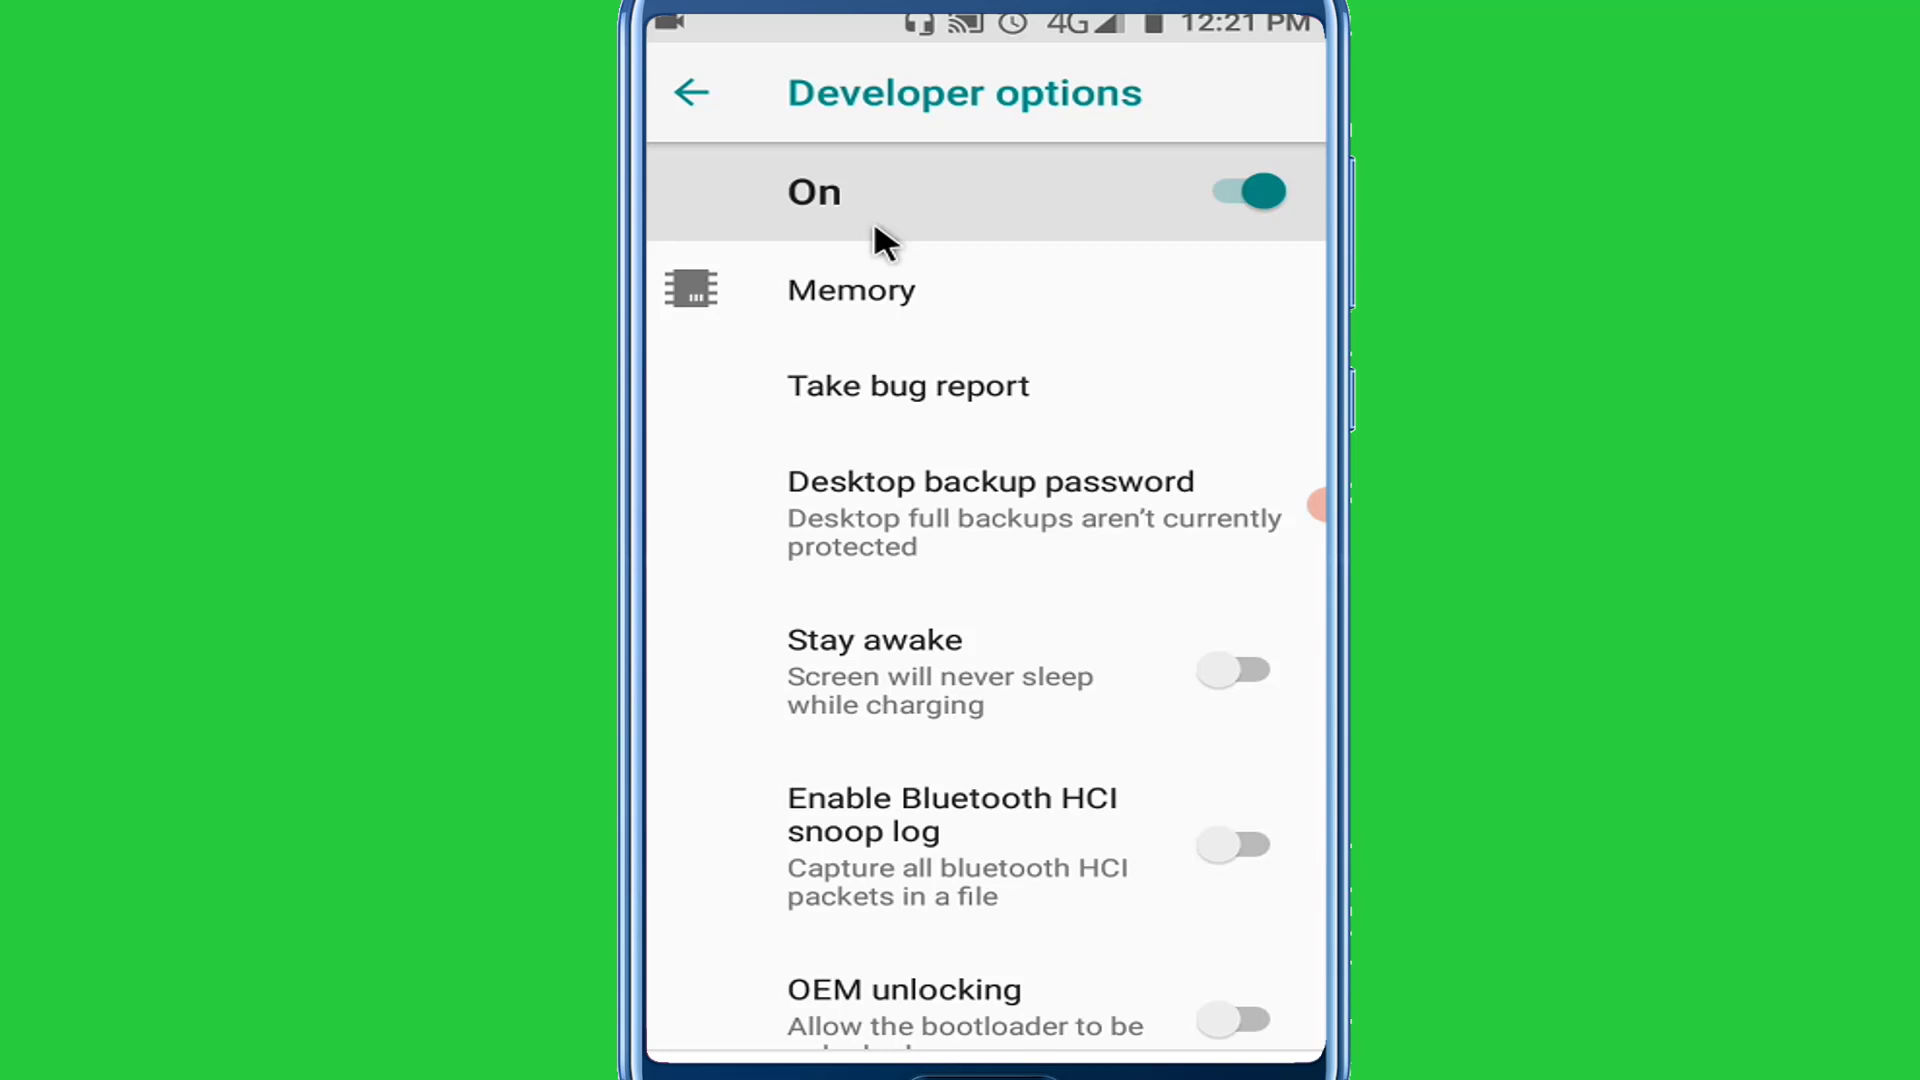 4G 12:21 PM
Developer options
On
Memory
Take bug report
Desktop backup password
Desktop full backups aren’t currently
protected
Stay awake
Screen will never sleep
while charging
Enable Bluetooth HCI
snoop log
Capture all bluetooth HCI
packets in a file
OEM unlocking
Allow the bootloader to be